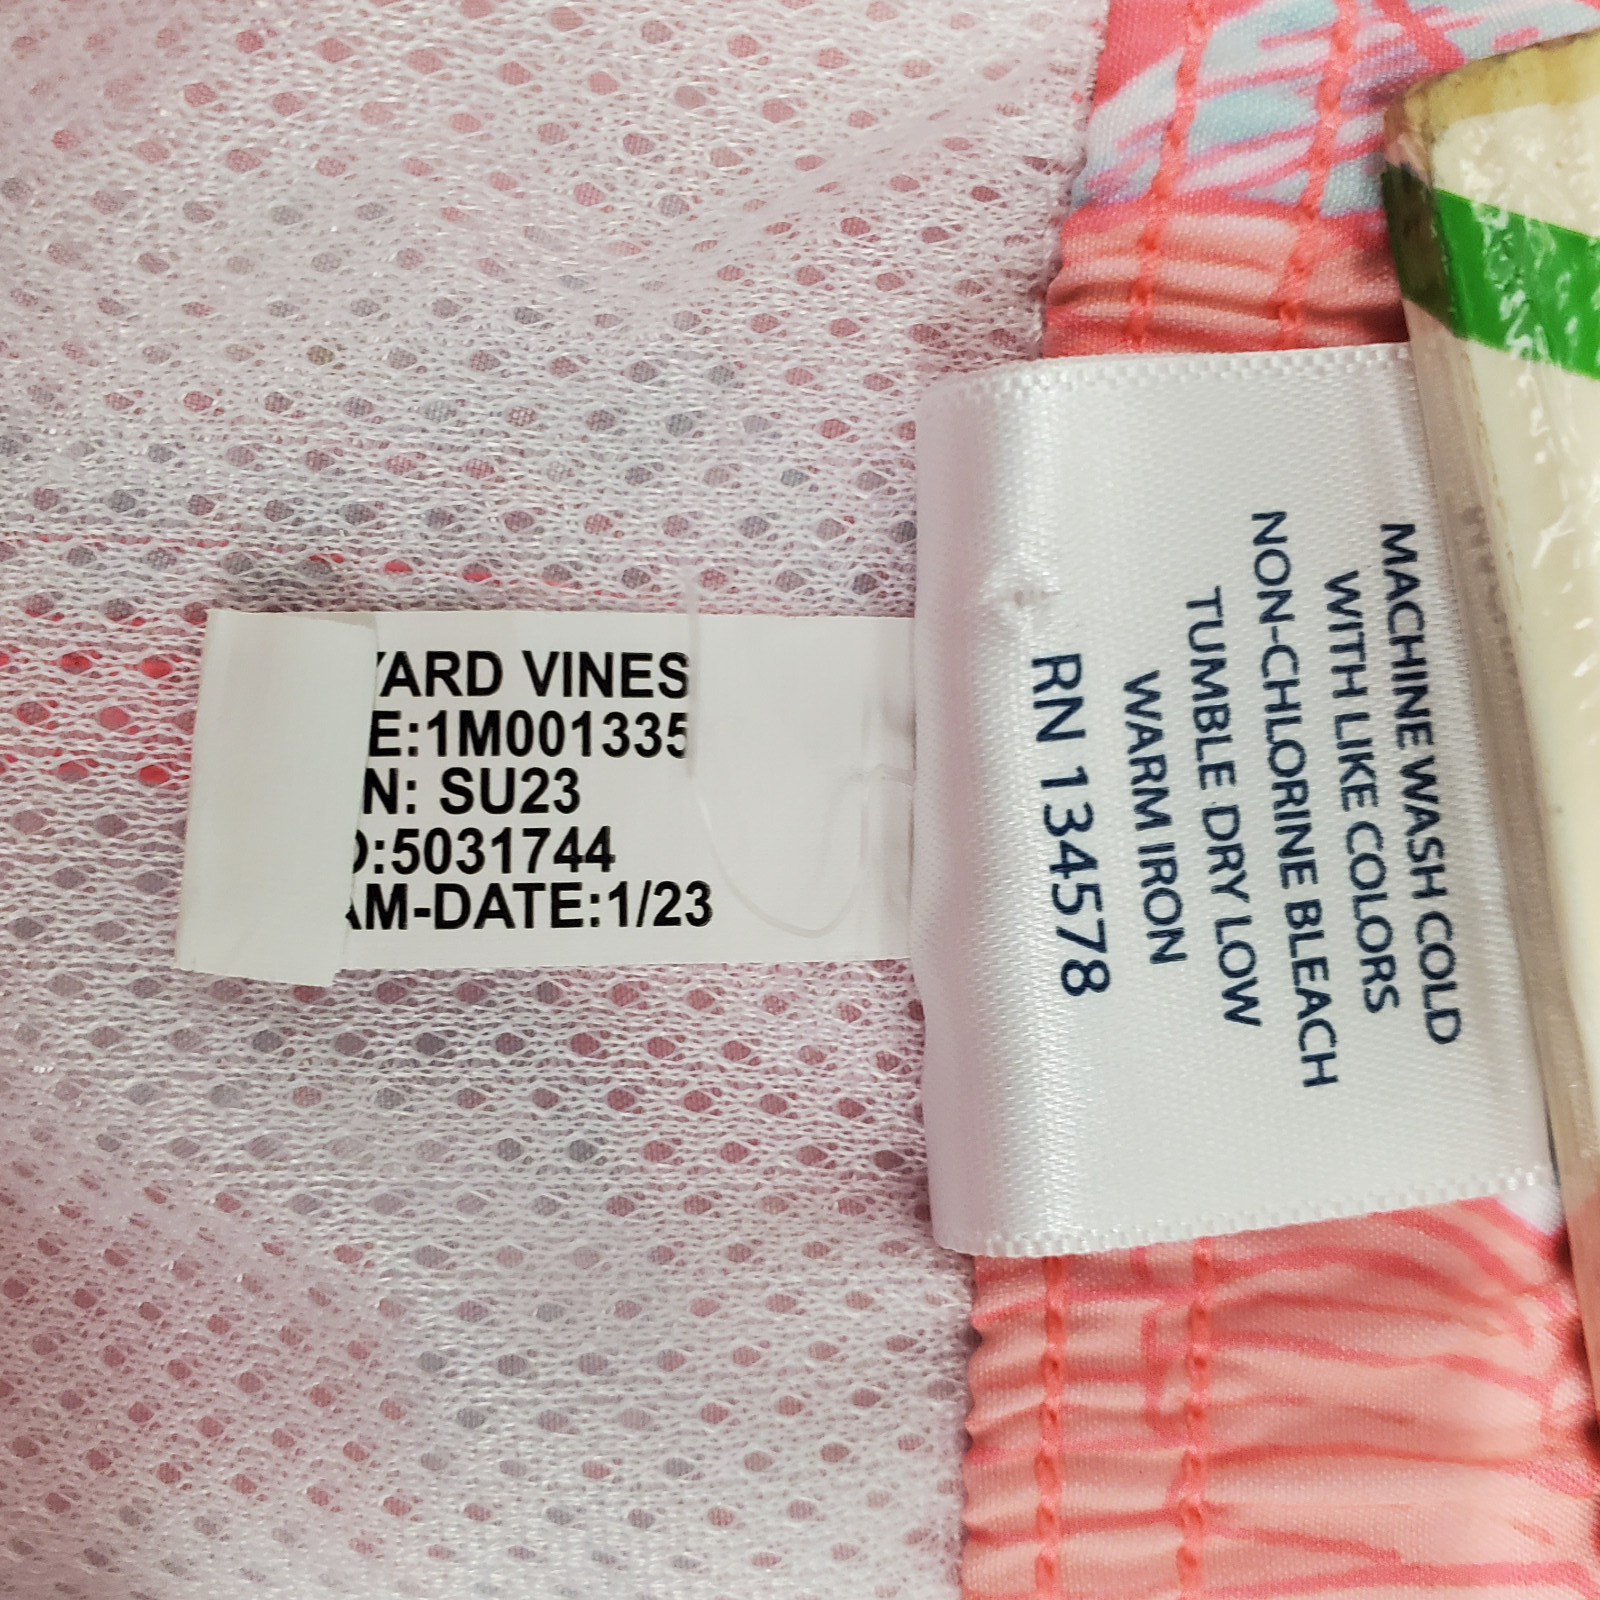 YARD VINES
E:1M001335
N: SU23
O:5031744
AM-DATE:1/23
MACHINE WASH COLD
WITH LIKE COLORS
NON-CHLORINE BLEACH
TUMBLE DRY LOW
WARM IRON
RN 134578